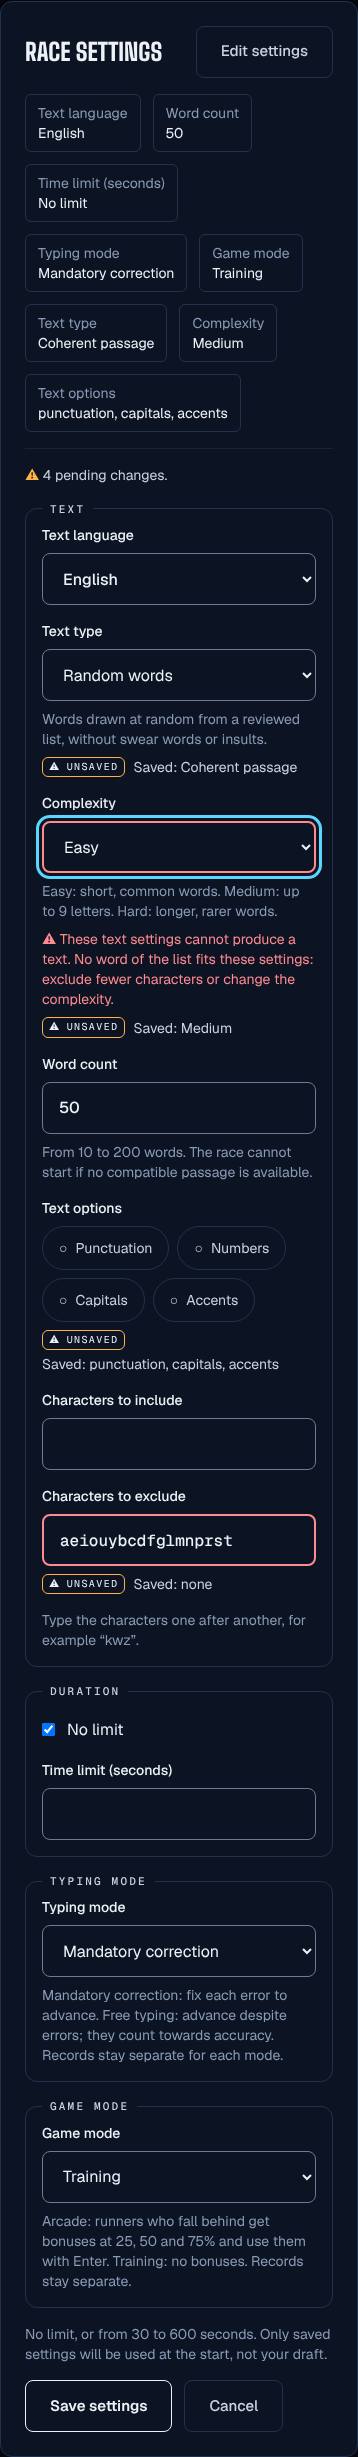 RACE SETTINGS
Edit settings
Text language
English
Word count
50
Time limit (seconds)
No limit
Typing mode
Mandatory correction
Game mode
Training
Text type
Coherent passage
Complexity
Medium
Text options
punctuation, capitals, accents
⚠ 4 pending changes.
TEXT
Text language
English
Text type
Random words
Words drawn at random from a reviewed
list, without swear words or insults.
⚠ UNSAVED Saved: Coherent passage
Complexity
Easy
Easy: short, common words. Medium: up
to 9 letters. Hard: longer, rarer words.
⚠ These text settings cannot produce a
text. No word of the list fits these settings:
exclude fewer characters or change the
complexity.
⚠ UNSAVED Saved: Medium
Word count
50
From 10 to 200 words. The race cannot
start if no compatible passage is available.
Text options
○ Punctuation ○ Numbers
○ Capitals ○ Accents
⚠ UNSAVED
Saved: punctuation, capitals, accents
Characters to include
Characters to exclude
aeiouybcdfglmnprst
⚠ UNSAVED Saved: none
Type the characters one after another, for
example “kwz”.
DURATION
No limit
Time limit (seconds)
TYPING MODE
Typing mode
Mandatory correction
Mandatory correction: fix each error to
advance. Free typing: advance despite
errors; they count towards accuracy.
Records stay separate for each mode.
GAME MODE
Game mode
Training
Arcade: runners who fall behind get
bonuses at 25, 50 and 75% and use them
with Enter. Training: no bonuses. Records
stay separate.
No limit, or from 30 to 600 seconds. Only saved
settings will be used at the start, not your draft.
Save settings
Cancel